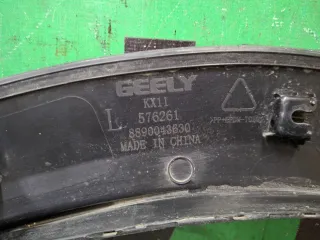 GEELY
KX11
L 576261
8890043630
MADE IN CHINA